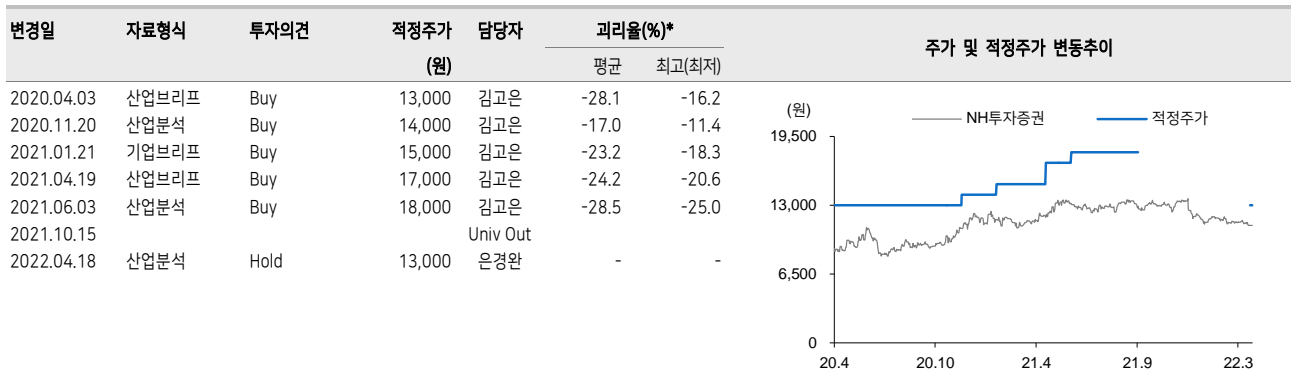 변경일 자료형식 투자의견 적정주가 담당자 괴리율(%)* 주가 및 적정주가 변동추이
(원) 평균 최고(최저)
2020.04.03 산업브리프 Buy 13,000 김고은 -28.1 -16.2
2020.11.20 산업분석 Buy 14,000 김고은 -17.0 -11.4
2021.01.21 기업브리프 Buy 15,000 김고은 -23.2 -18.3
2021.04.19 산업브리프 Buy 17,000 김고은 -24.2 -20.6
2021.06.03 산업분석 Buy 18,000 김고은 -28.5 -25.0
2021.10.15 Univ Out
2022.04.18 산업분석 Hold 13,000 은경완 - -
(원)
NH투자증권 적정주가
19,500
13,000
6,500
0
20.4 20.10 21.4 21.9 22.3